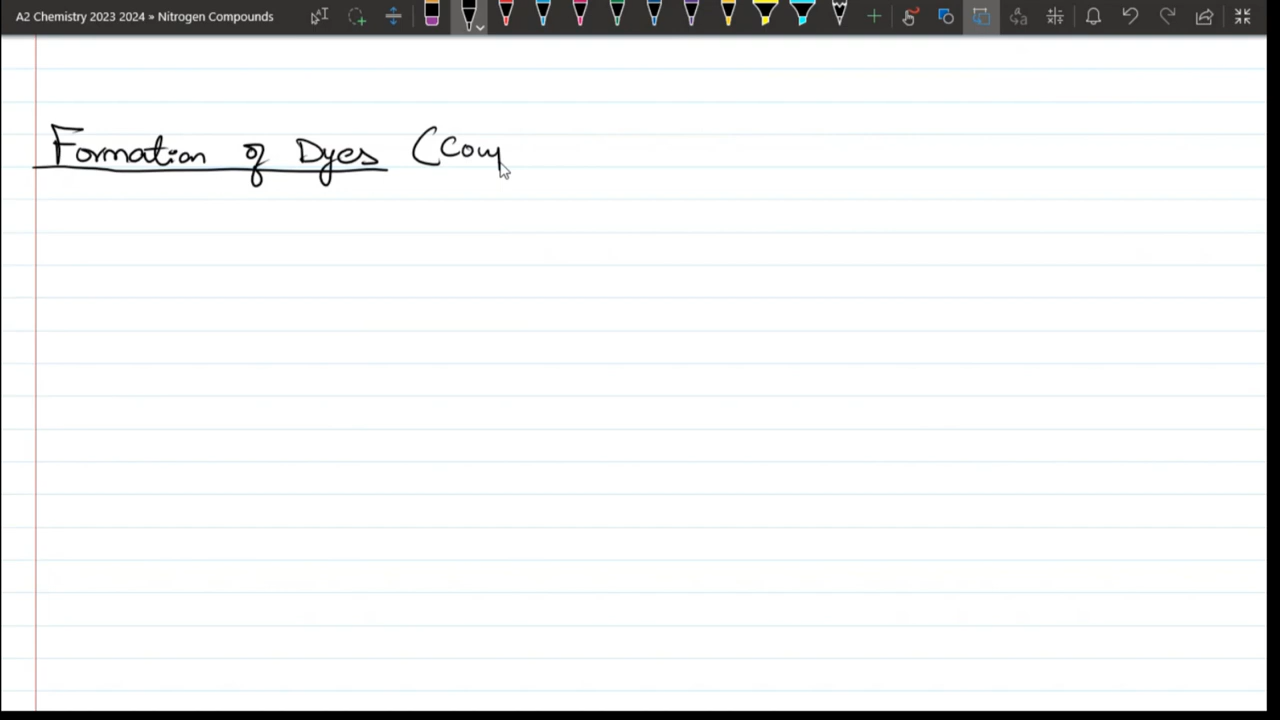 A2 Chemistry 2023 2024 » Nitrogen Compounds
Formation of Dyes (Cou